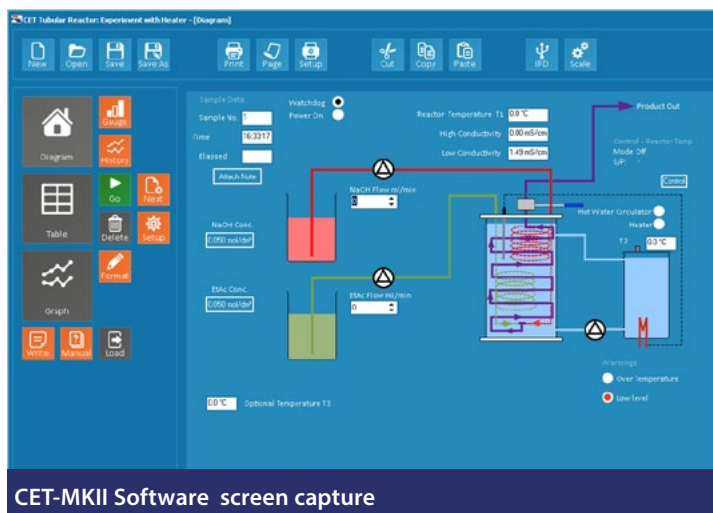 CET Tubular Reactor: Experiment with Heater - [Diagram]
New Open Save Save As Print Page Setup Cut Copy Paste IFD Scale
Diagram
Gauge
History
Table
Go
Next
Delete
Setup
Graph
Format
Write Manual Load
Sample Data
Sample No. 1
Time 16:33:17
Elapsed
Attach Note
Watchdog
Power On
Reactor Temperature T1 0.0 °C
High Conductivity 0.00 mS/cm
Low Conductivity 1.49 mS/cm
Product Out
Control - Reactor Temp
Mode Off
S/P: -
Control
NaOH Flow ml/min
0
NaOH Conc.
0.050 mol/dm³
EtAc Conc.
0.050 mol/dm³
EtAc Flow ml/min
0
Hot Water Circulator
Heater
T2 0.0 °C
Warnings
Over Temperature
Low level
0.0 °C Optional Temperature T3
CET-MKII Software screen capture